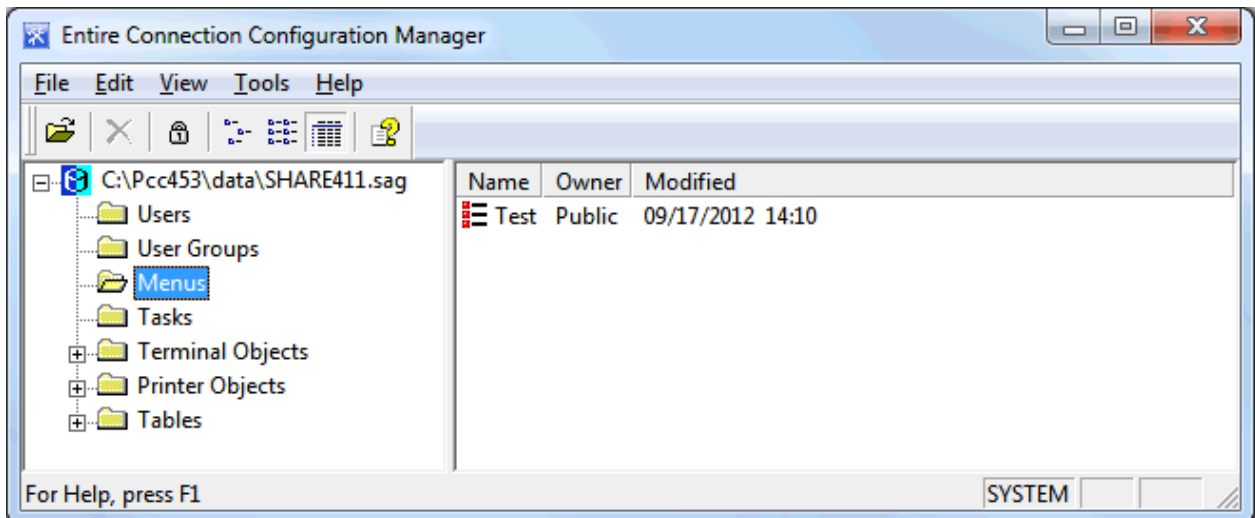 Entire Connection Configuration Manager
File Edit View Tools Help
C:\Pcc453\data\SHARE411.sag
Users
User Groups
Menus
Tasks
Terminal Objects
Printer Objects
Tables
Name Owner Modified
Test Public 09/17/2012 14:10
For Help, press F1 SYSTEM